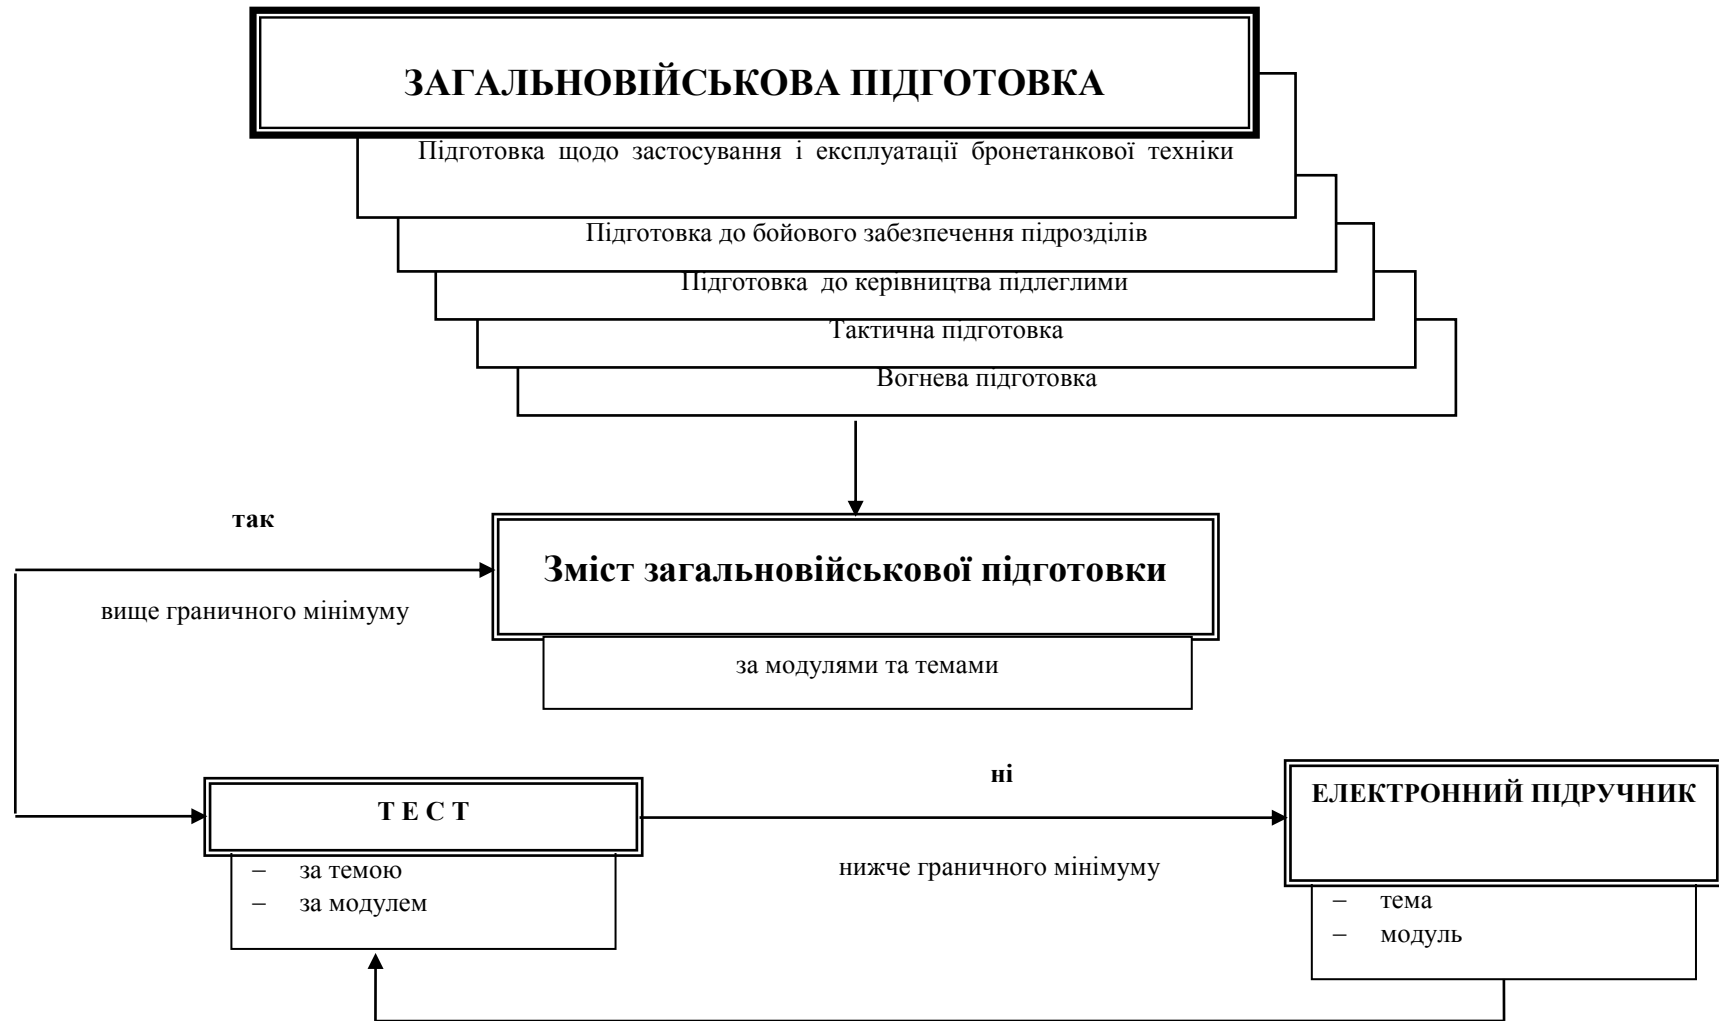 ЗАГАЛЬНОВІЙСЬКОВА ПІДГОТОВКА
Підготовка щодо застосування і експлуатації бронетанкової техніки
Підготовка до бойового забезпечення підрозділів
Підготовка до керівництва підлеглими
Тактична підготовка
Вогнева підготовка
так
Зміст загальновійськової підготовки
вище граничного мінімуму
за модулями та темами
ні
ЕЛЕКТРОННИЙ ПІДРУЧНИК
Т Е С Т
нижче граничного мінімуму
– за темою
– за модулем
– тема
– модуль